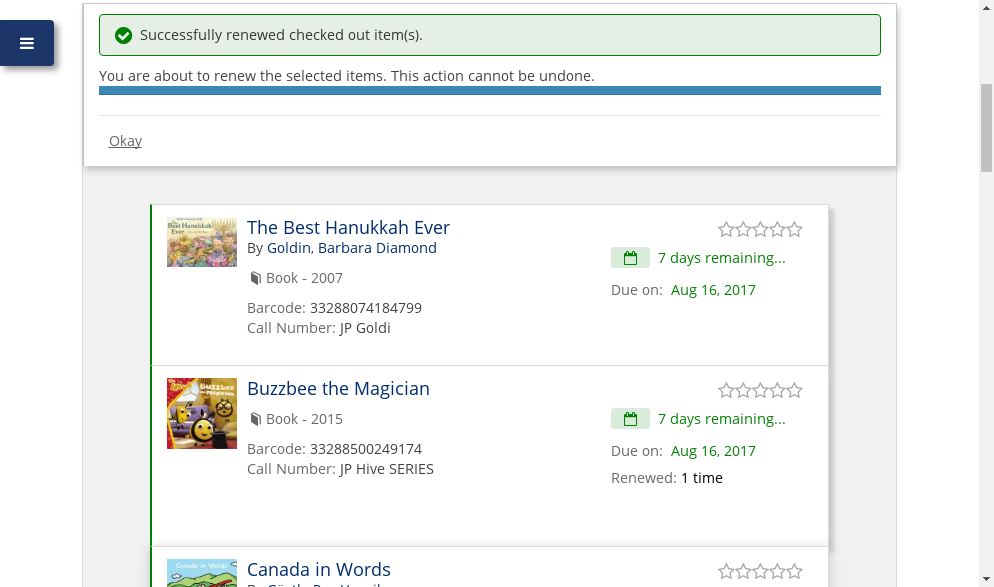 Successfully renewed checked out item(s).
You are about to renew the selected items. This action cannot be undone.
Okay
The Best Hanukkah Ever
By Goldin, Barbara Diamond
7 days remaining...
Book - 2007
Due on: Aug 16, 2017
Barcode: 33288074184799
Call Number: JP Goldi
Buzzbee the Magician
Book - 2015
7 days remaining...
Barcode: 33288500249174
Due on: Aug 16, 2017
Call Number: JP Hive SERIES
Renewed: 1 time
Canada in Words